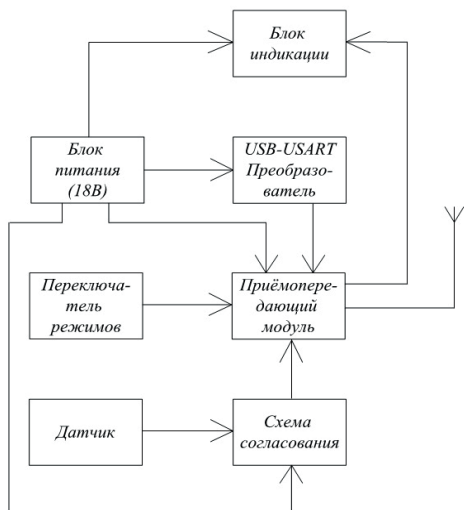 Блок
индикации
Блок
питания
(18В)
USB-USART
Преобразо-
ватель
Переключа-
тель
режимов
Приёмопере-
дающий
модуль
Датчик
Схема
согласования